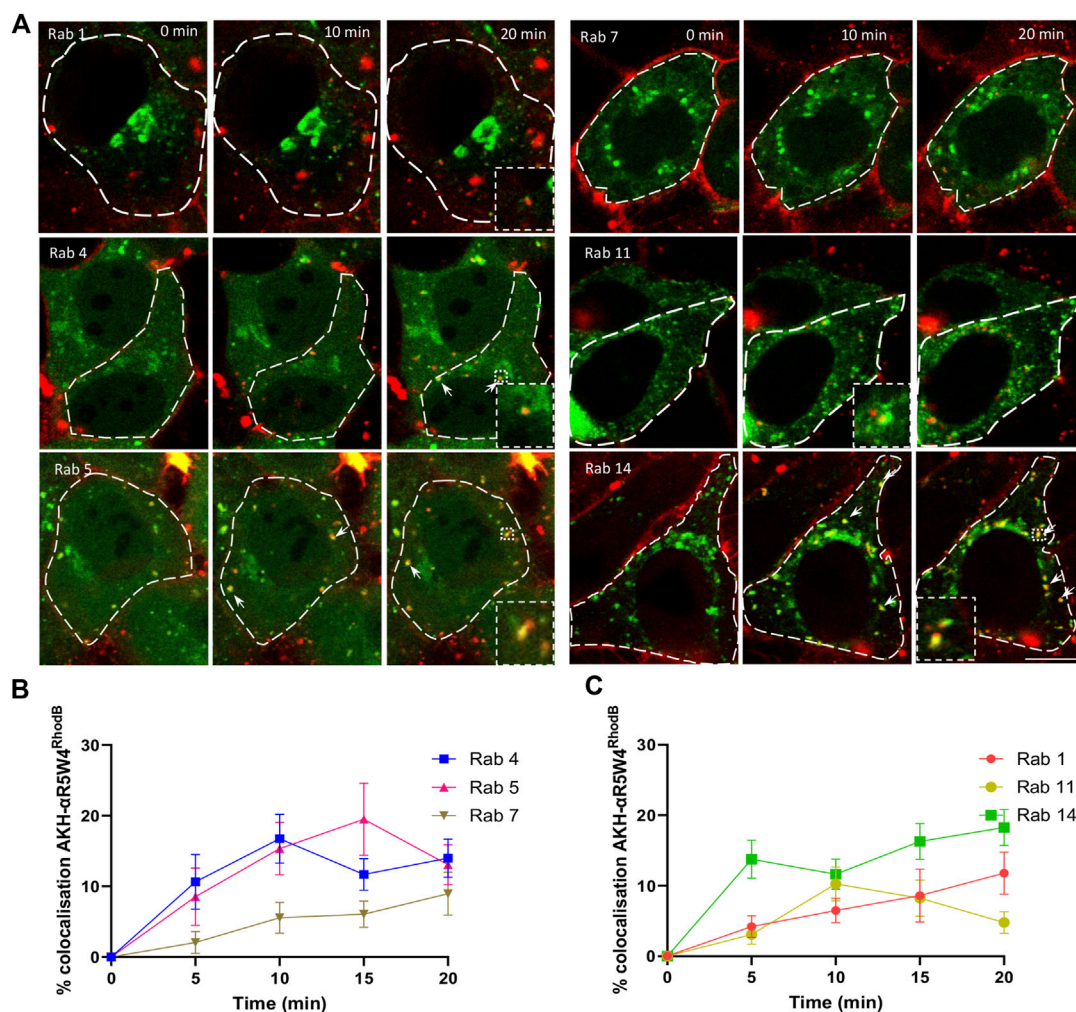 A
Rab 1 0 min 10 min 20 min
Rab 7 0 min 10 min 20 min
Rab 4
Rab 11
Rab 5
Rab 14
B
% colocalisation AKH-αR5W4RhodB
30
20
10
0
0 5 10 15 20
Time (min)
Rab 4
Rab 5
Rab 7
C
% colocalisation AKH-αR5W4RhodB
30
20
10
0
0 5 10 15 20
Time (min)
Rab 1
Rab 11
Rab 14